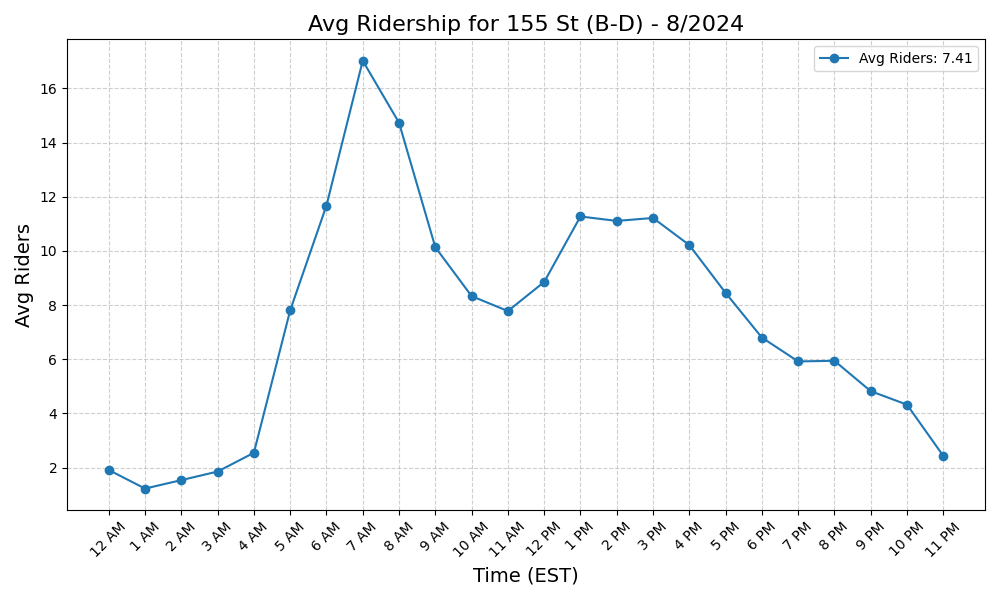 Avg Ridership for 155 St (B-D) - 8/2024
Avg Riders: 7.41
Avg Riders
16
14
12
10
8
6
4
2
12 AM
1 AM
2 AM
3 AM
4 AM
5 AM
6 AM
7 AM
8 AM
9 AM
10 AM
11 AM
12 PM
1 PM
2 PM
3 PM
4 PM
5 PM
6 PM
7 PM
8 PM
9 PM
10 PM
11 PM
Time (EST)